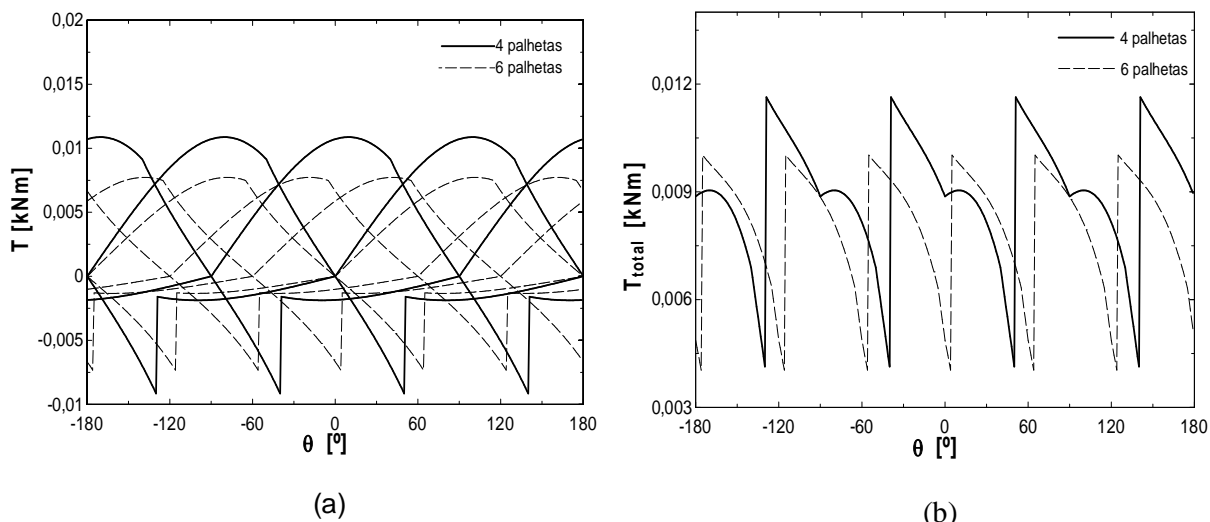 0,02
0,015
0,01
0,005
0
-0,005
-0,01
T [kNm]
4 palhetas
6 palhetas
-180 -120 -60 0 60 120 180
θ [º]
(a)
0,012
0,009
0,006
0,003
T total [kNm]
4 palhetas
6 palhetas
-180 -120 -60 0 60 120 180
θ [º]
(b)